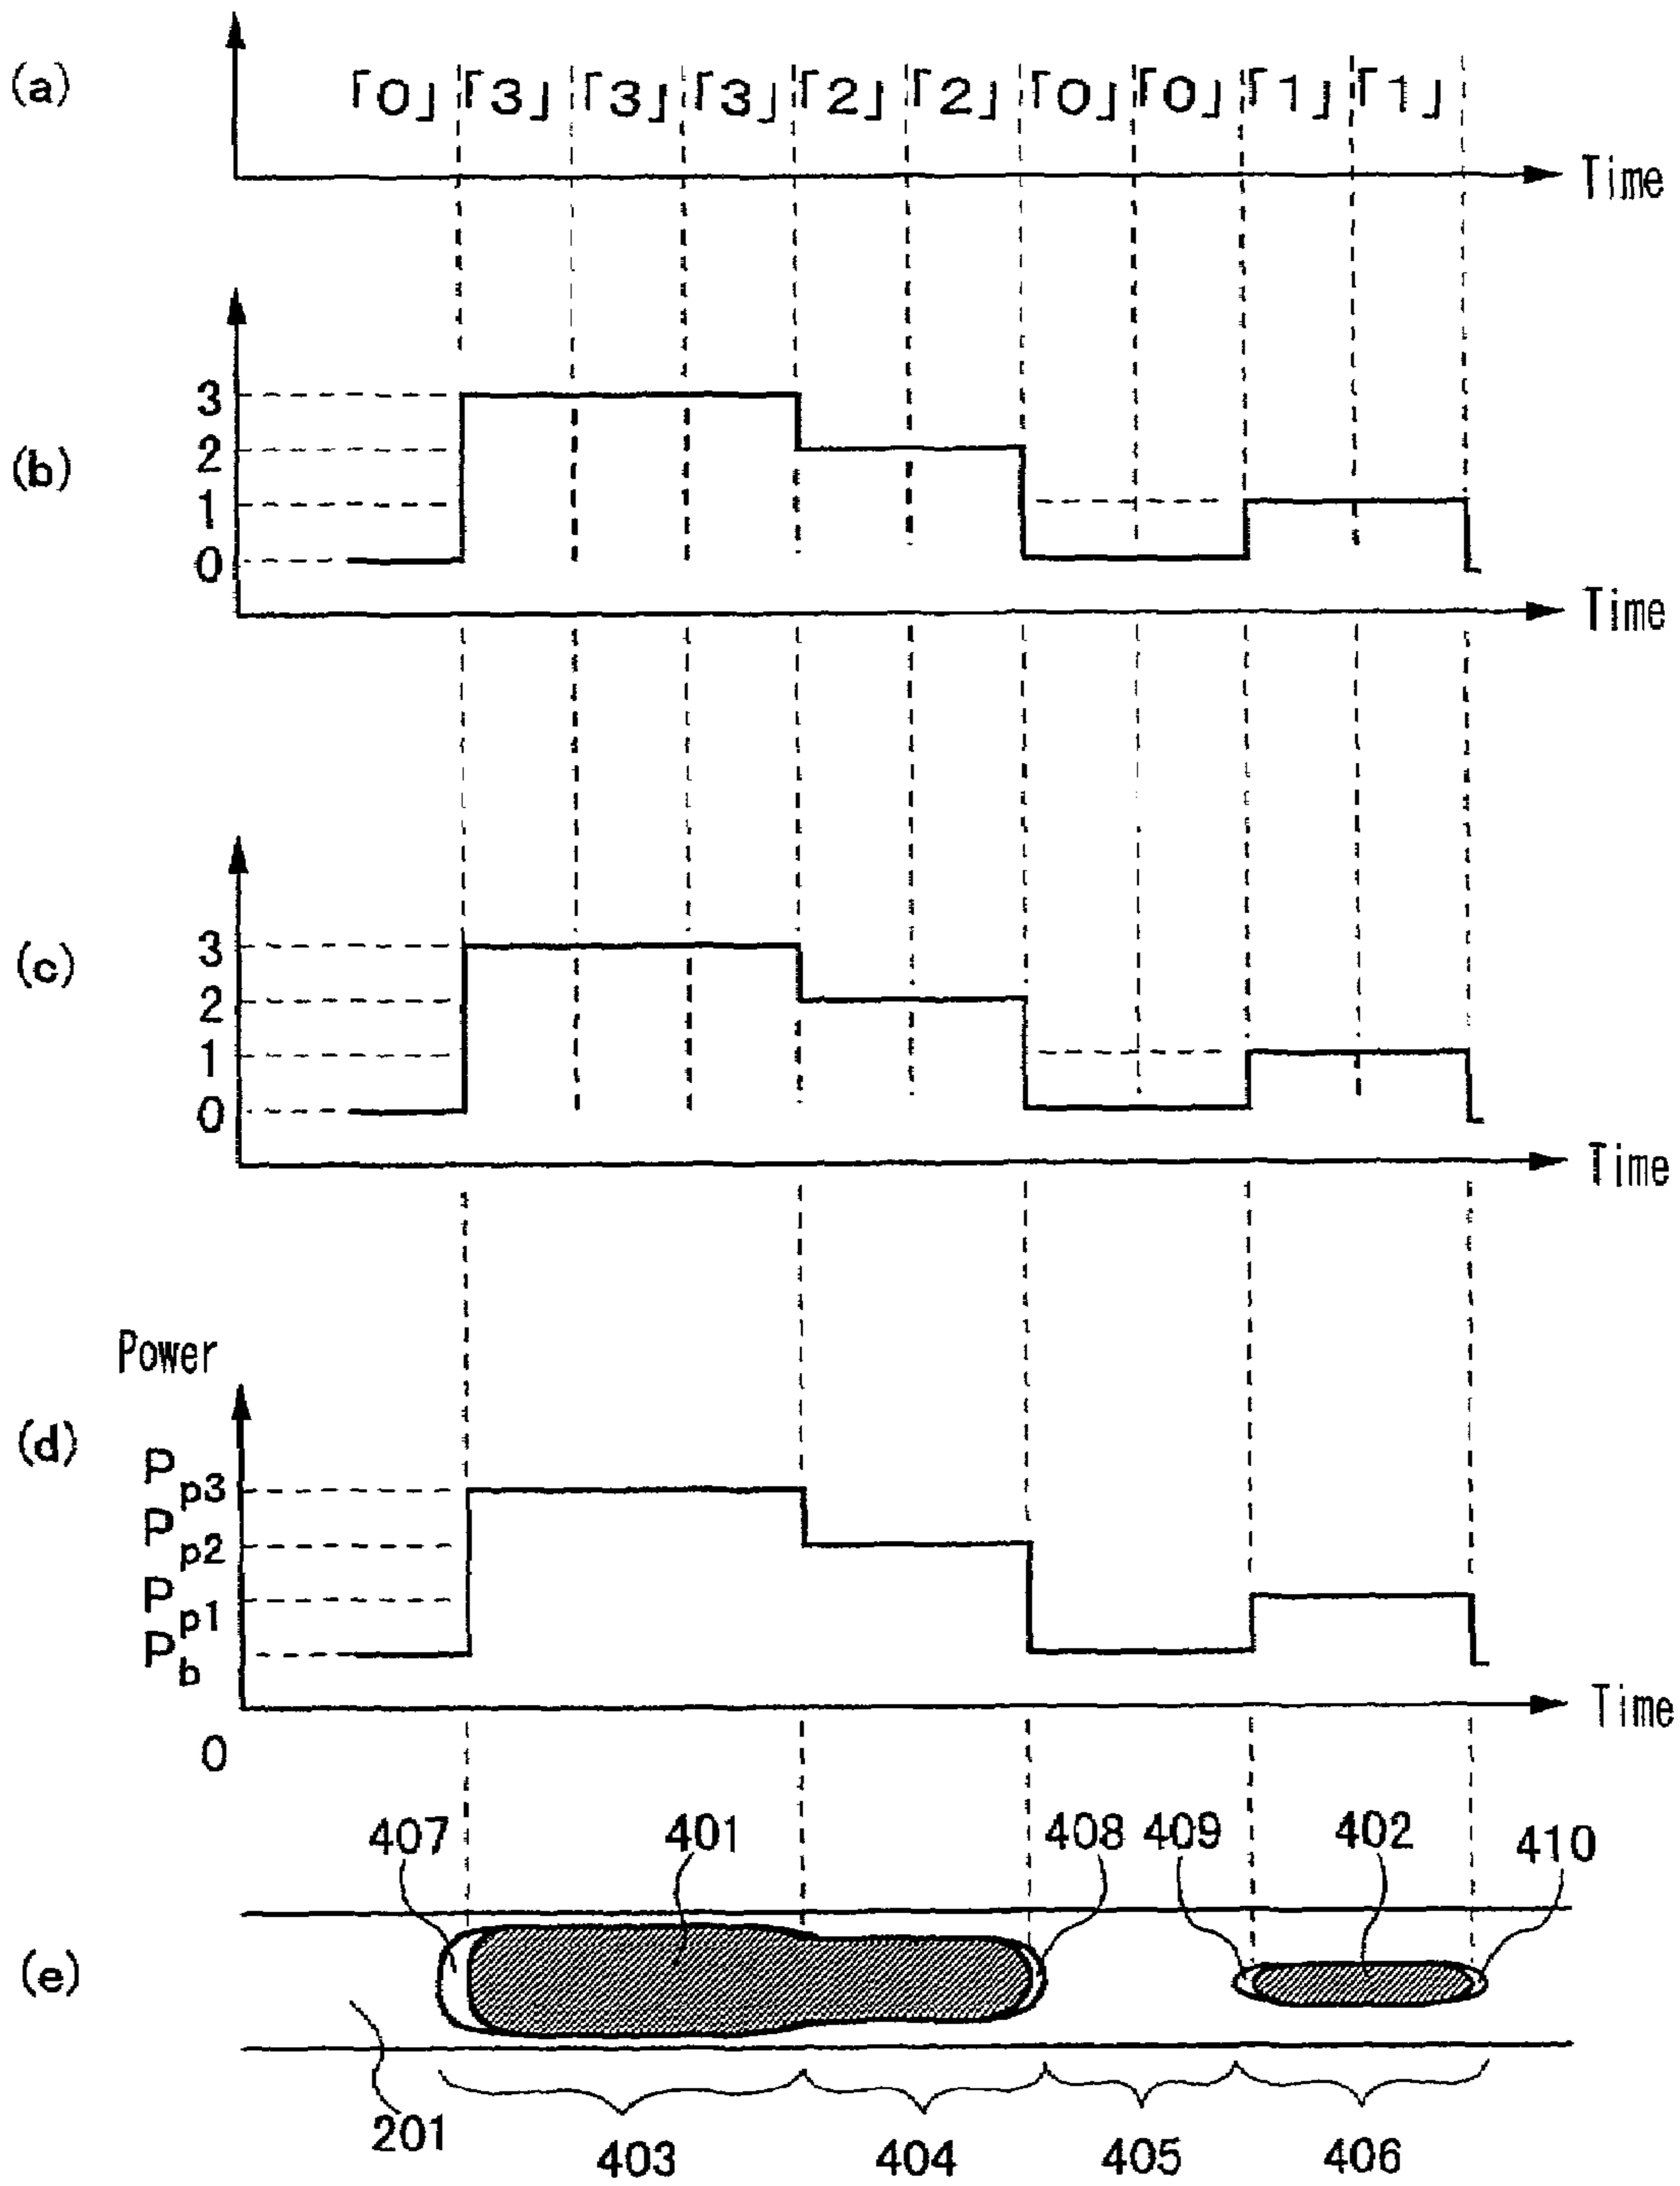 (a)
「0」「3」「3」「3」「2」「2」「0」「0」「1」「1」
Time
(b)
3
2
1
0
Time
(c)
3
2
1
0
Time
Power
(d)
Pp3
Pp2
Pp1
Pb
Time
0
407 401 408 409 402 410
(e)
201 403 404 405 406